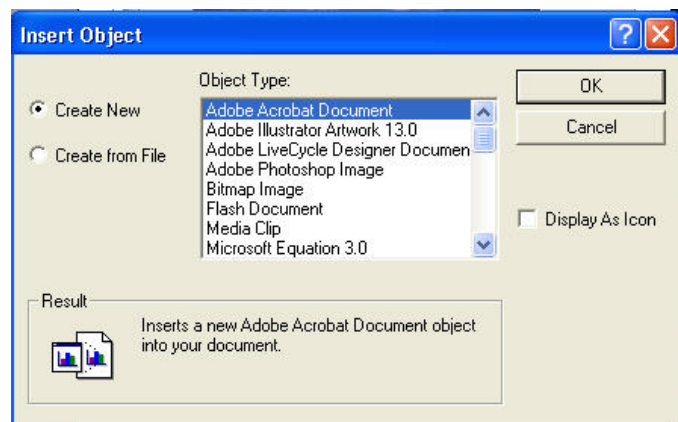 Insert Object
Object Type:
Create New
Create from File
Adobe Acrobat Document
Adobe Illustrator Artwork 13.0
Adobe LiveCycle Designer Documen
Adobe Photoshop Image
Bitmap Image
Flash Document
Media Clip
Microsoft Equation 3.0
OK
Cancel
Display As Icon
Result
Inserts a new Adobe Acrobat Document object
into your document.